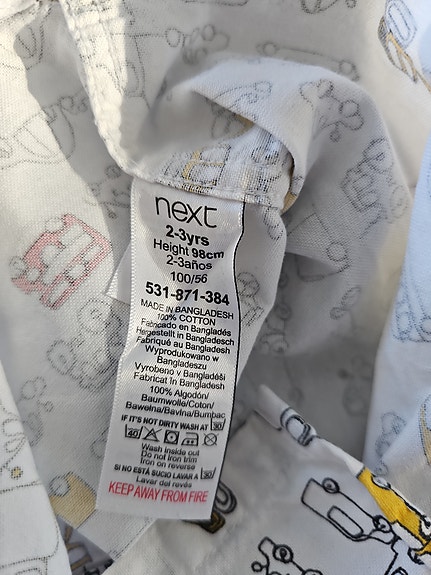 next
2-3yrs
Height 98cm
2-3años
100/56
531-871-384
MADE IN BANGLADESH
100% COTTON
Fabricado en Bangladés
Hergestellt in Bangladesch
Fabriqué au Bangladesh
Wyprodukowano w
Bangladeszu
Vyrobeno v Bangladéši
Fabricat în Bangladesh
100% Algodón/
Baumwolle/Coton/
Bawełna/Bavlna/Bumbac
IF IT'S NOT DIRTY WASH AT 30
40
Wash inside out
Do not iron trim
Iron on reverse
SI NO ESTÁ SUCIO LAVAR A 30
Lavar del revés
KEEP AWAY FROM FIRE